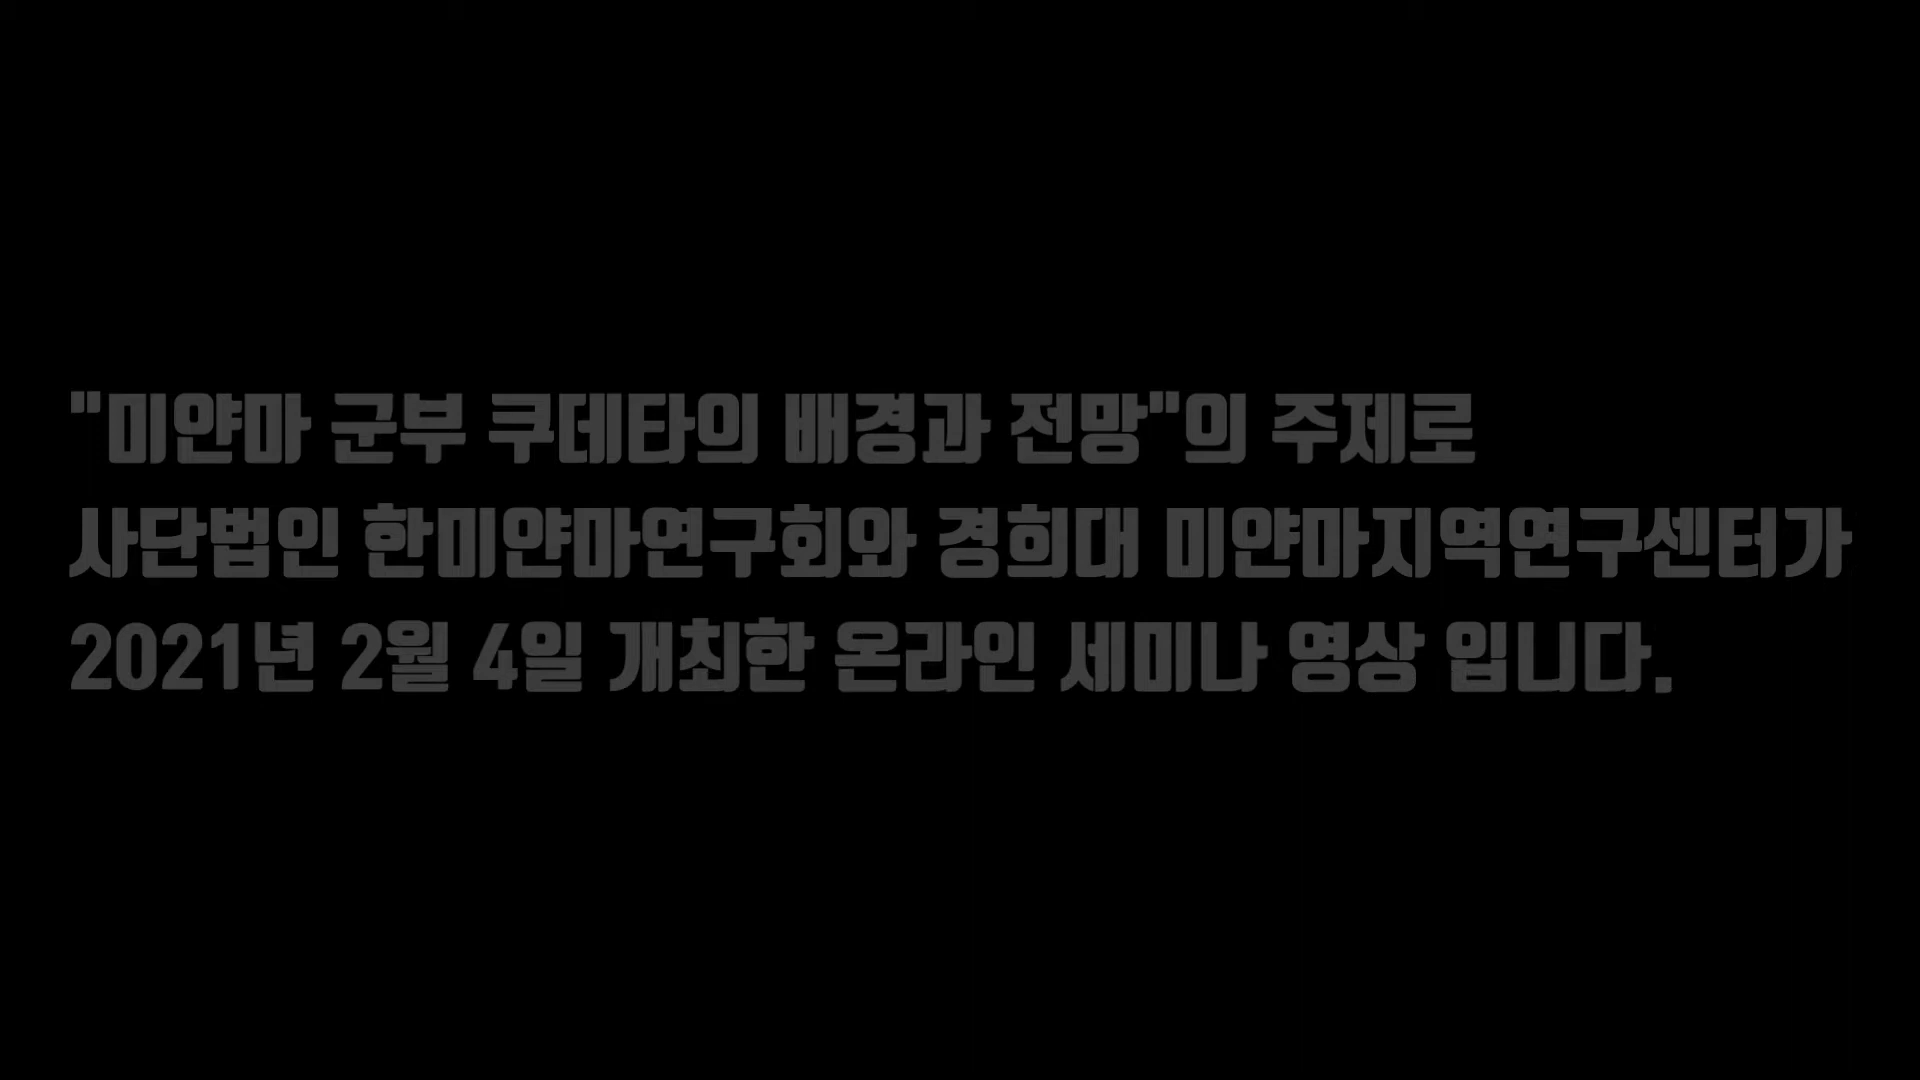 "미얀마 군부 쿠데타의 배경과 전망"의 주제로
사단법인 한미얀마연구회와 경희대 미얀마지역연구센터가
2021년 2월 4일 개최한 온라인 세미나 영상 입니다.